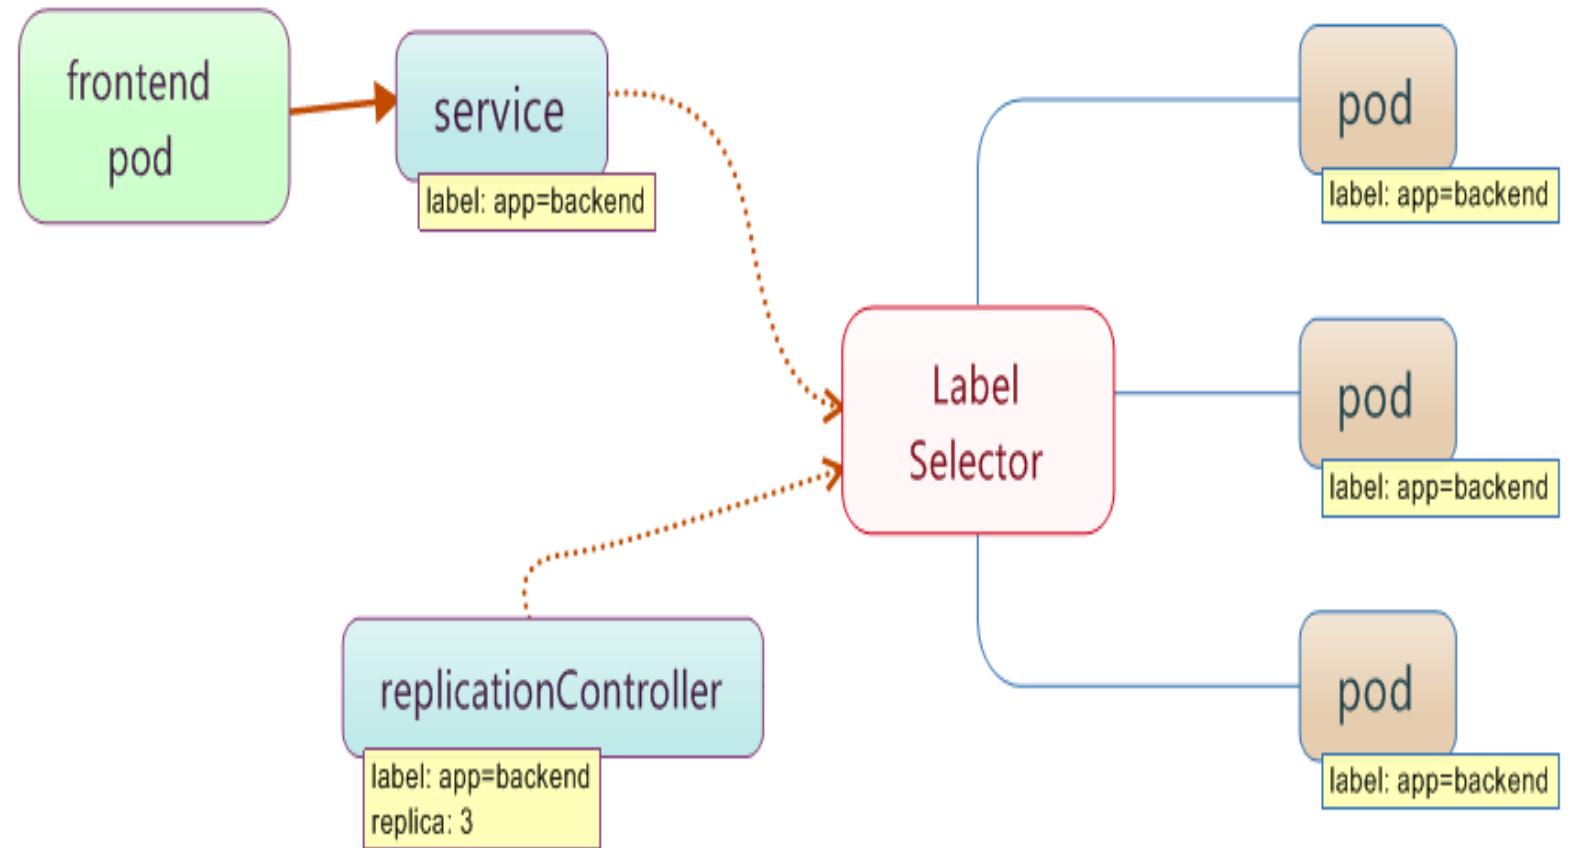 frontend
pod
service
label: app=backend
pod
label: app=backend
Label
Selector
pod
label: app=backend
replicationController
label: app=backend
replica: 3
pod
label: app=backend